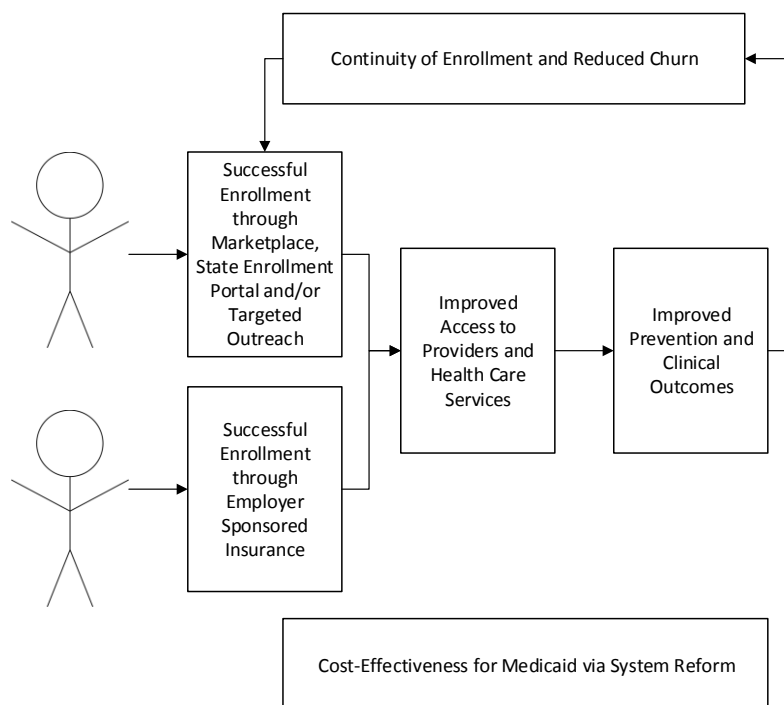 Continuity of Enrollment and Reduced Churn
Successful
Enrollment
through
Marketplace,
State Enrollment
Portal and/or
Targeted
Outreach
Improved
Access to
Providers and
Health Care
Services
Improved
Prevention and
Clinical
Outcomes
Successful
Enrollment
through
Employer
Sponsored
Insurance
Cost-Effectiveness for Medicaid via System Reform